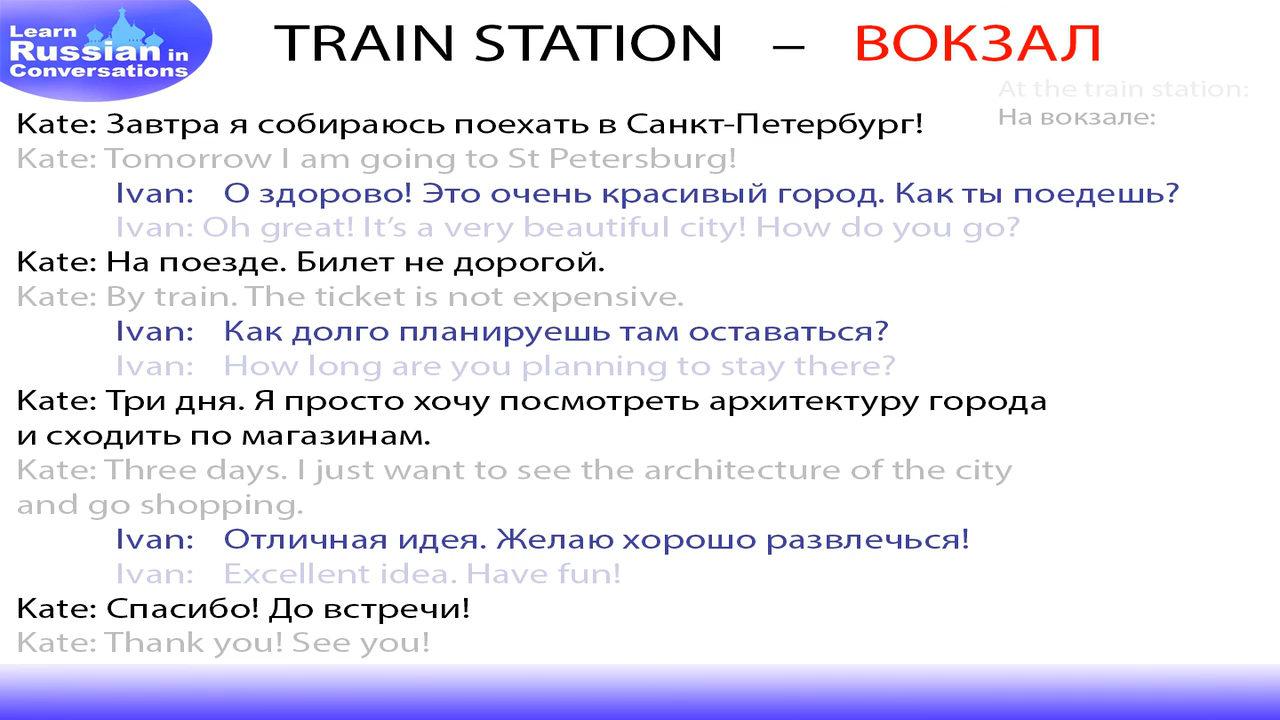 Learn
Russian in
Conversations
TRAIN STATION – ВОКЗАЛ
At the train station:
На вокзале:
Kate: Завтра я собираюсь поехать в Санкт-Петербург!
Kate: Tomorrow I am going to St Petersburg!
Ivan: О здорово! Это очень красивый город. Как ты поедешь?
Ivan: Oh great! It’s a very beautiful city! How do you go?
Kate: На поезде. Билет не дорогой.
Kate: By train. The ticket is not expensive.
Ivan: Как долго планируешь там оставаться?
Ivan: How long are you planning to stay there?
Kate: Три дня. Я просто хочу посмотреть архитектуру города
и сходить по магазинам.
Kate: Three days. I just want to see the architecture of the city
and go shopping.
Ivan: Отличная идея. Желаю хорошо развлечься!
Ivan: Excellent idea. Have fun!
Kate: Спасибо! До встречи!
Kate: Thank you! See you!